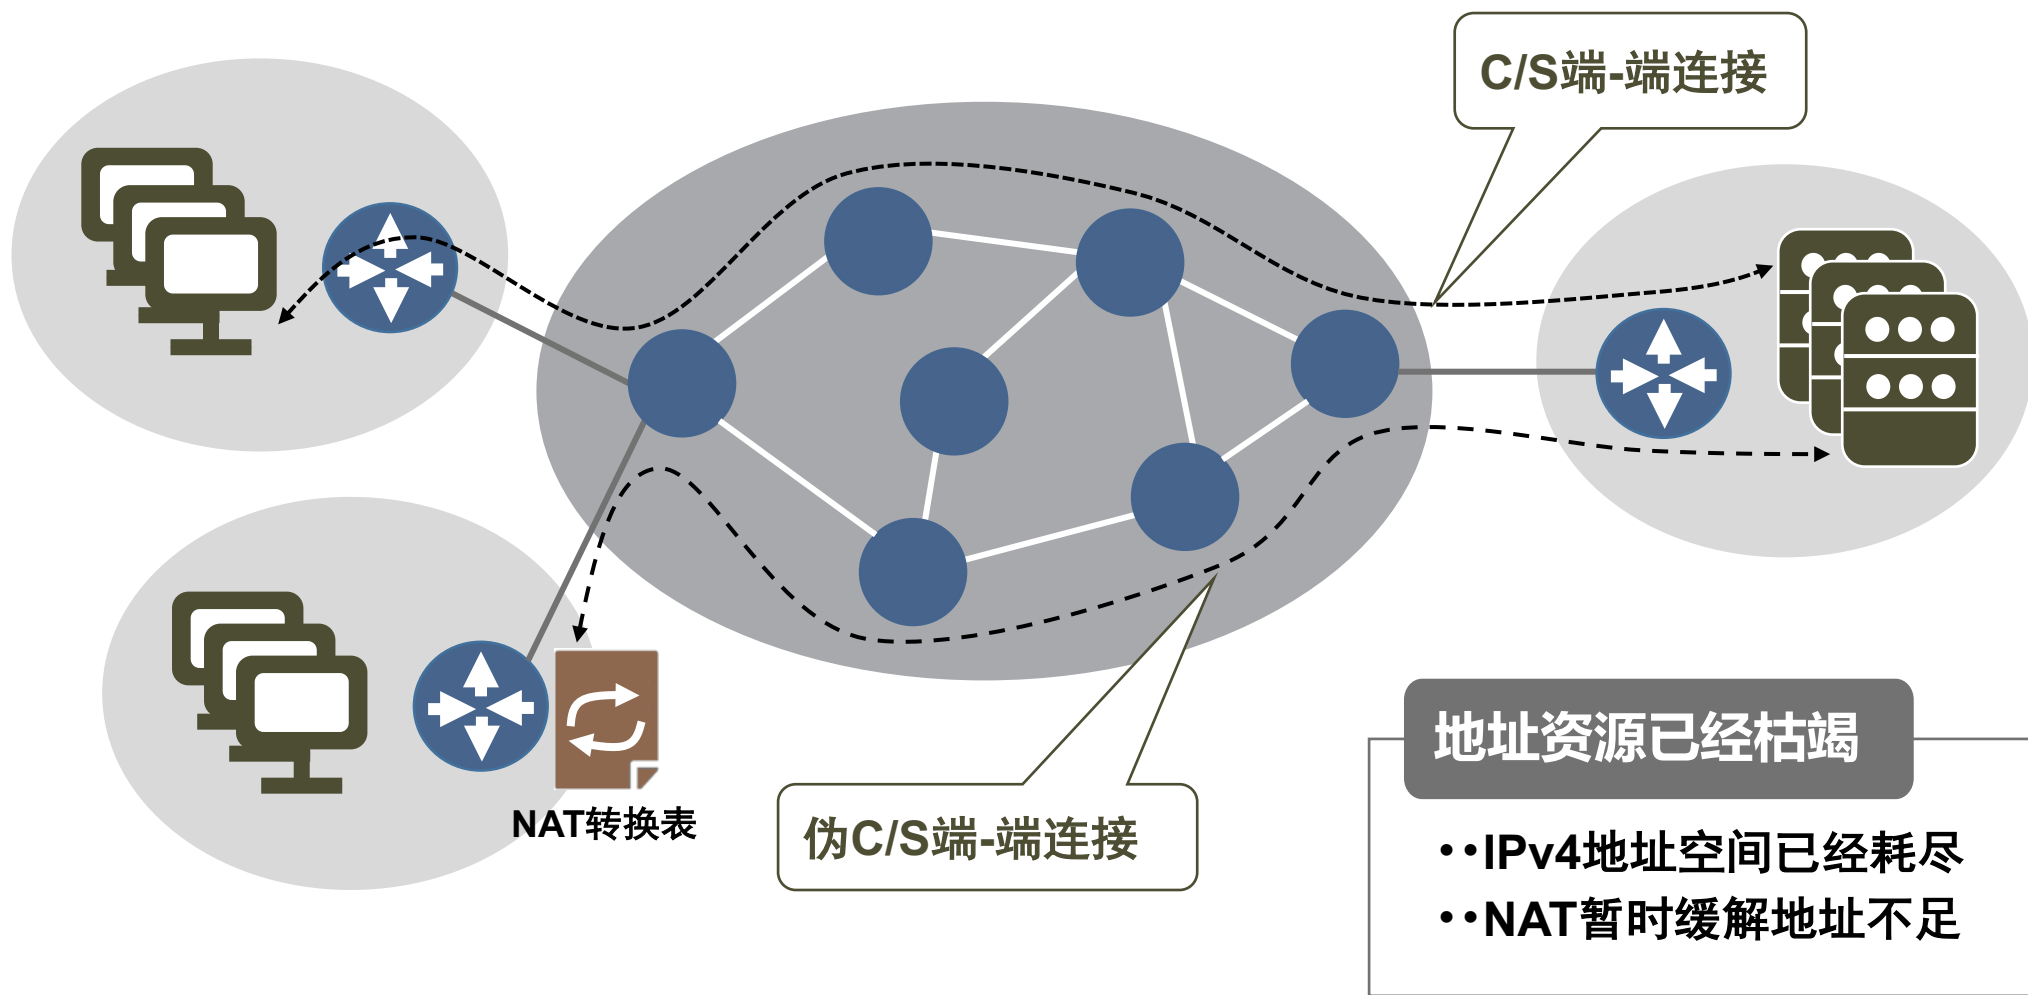 C/S端-端连接
NAT转换表
伪C/S端-端连接
地址资源已经枯竭
••IPv4地址空间已经耗尽
••NAT暂时缓解地址不足